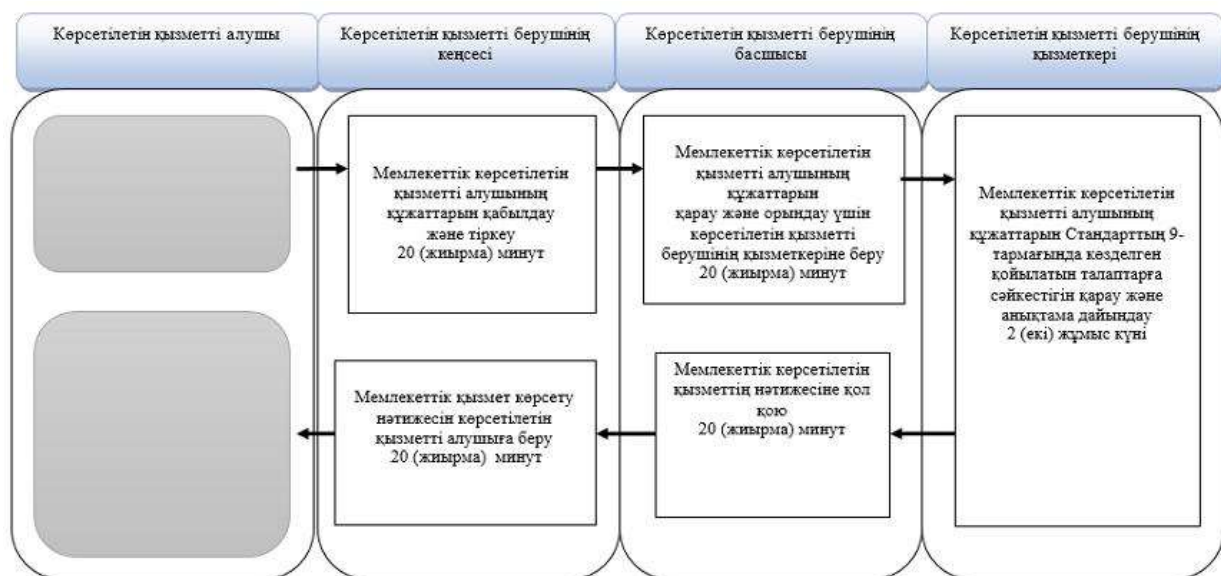 Көрсетілетін қызметті алушы
Көрсетілетін қызметті берушінің
кеңсесі
Көрсетілетін қызметті берушінің
басшысы
Көрсетілетін қызметті берушінің
қызметкері
Мемлекеттік көрсетілетін
қызметті алушының
құжаттарын қабылдау
және тіркеу
20 (жиырма) минут
Мемлекеттік көрсетілетін
қызметті алушының
құжаттарын
қарау және орындау үшін
көрсетілетін қызметті
берушінің қызметкеріне беру
20 (жиырма) минут
Мемлекеттік көрсетілетін
қызметті алушының
құжаттарын Стандарттың 9-
тармағында көзделген
қойылатын талаптарға
сәйкестігін қарау және
анықтама дайындау
2 (екі) жұмыс күні
Мемлекеттік көрсетілетін
қызметтің нәтижесіне қол
қою
20 (жиырма) минут
Мемлекеттік қызмет көрсету
нәтижесін көрсетілетін
қызметті алушыға беру
20 (жиырма) минут